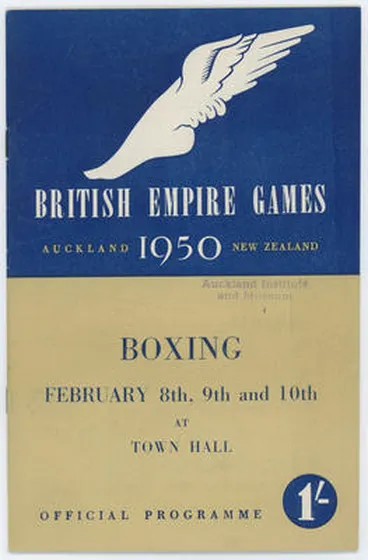 BRITISH EMPIRE GAMES
AUCKLAND 1950 NEW ZEALAND
Auckland Institute
and Museum
BOXING
FEBRUARY 8th, 9th and 10th
AT
TOWN HALL
OFFICIAL PROGRAMME
1/-